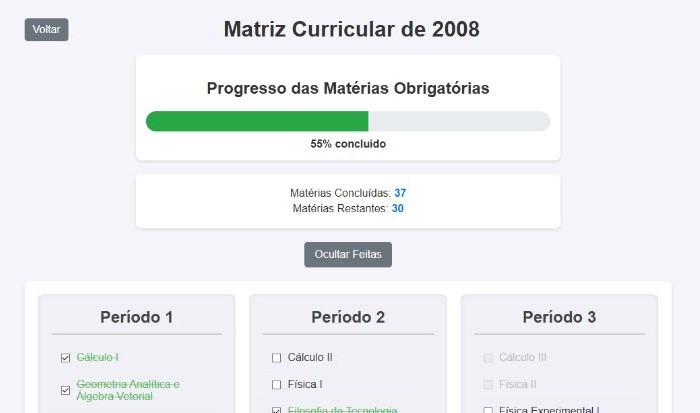 Voltar
Matriz Curricular de 2008
Progresso das Matérias Obrigatórias
55% concluído
Matérias Concluídas: 37
Matérias Restantes: 30
Ocultar Feitas
Período 1
Período 2
Período 3
Cálculo I
Geometria Analítica e
Álgebra Vetorial
Cálculo II
Física I
Filosofia da Tecnologia
Cálculo III
Física II
Física Experimental I